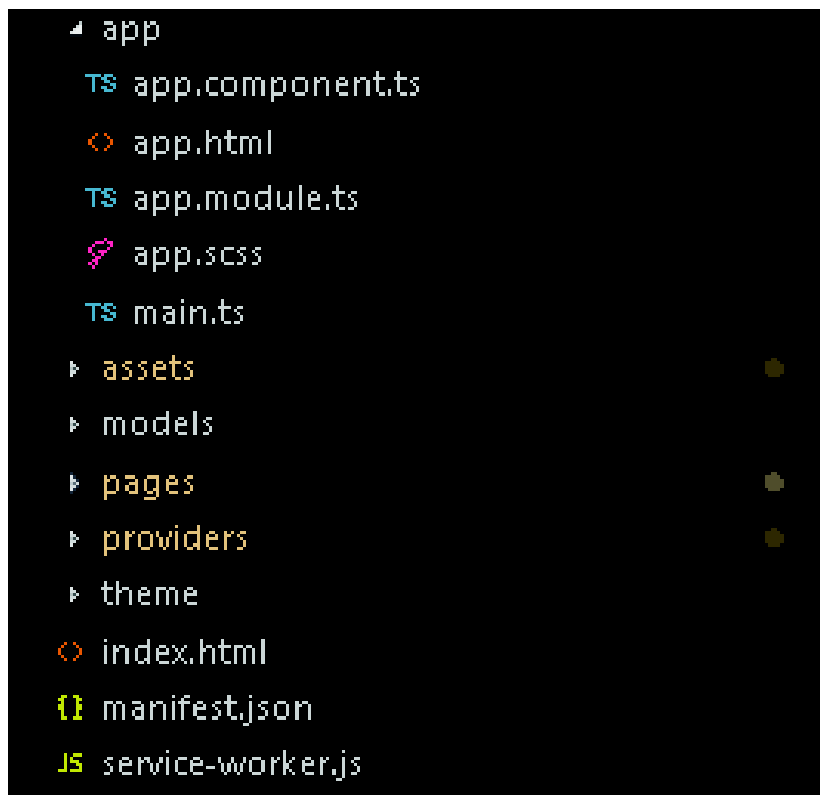 app
TS app.component.ts
<> app.html
TS app.module.ts
app.scss
TS main.ts
assets
models
pages
providers
theme
<> index.html
{} manifest.json
JS service-worker.js